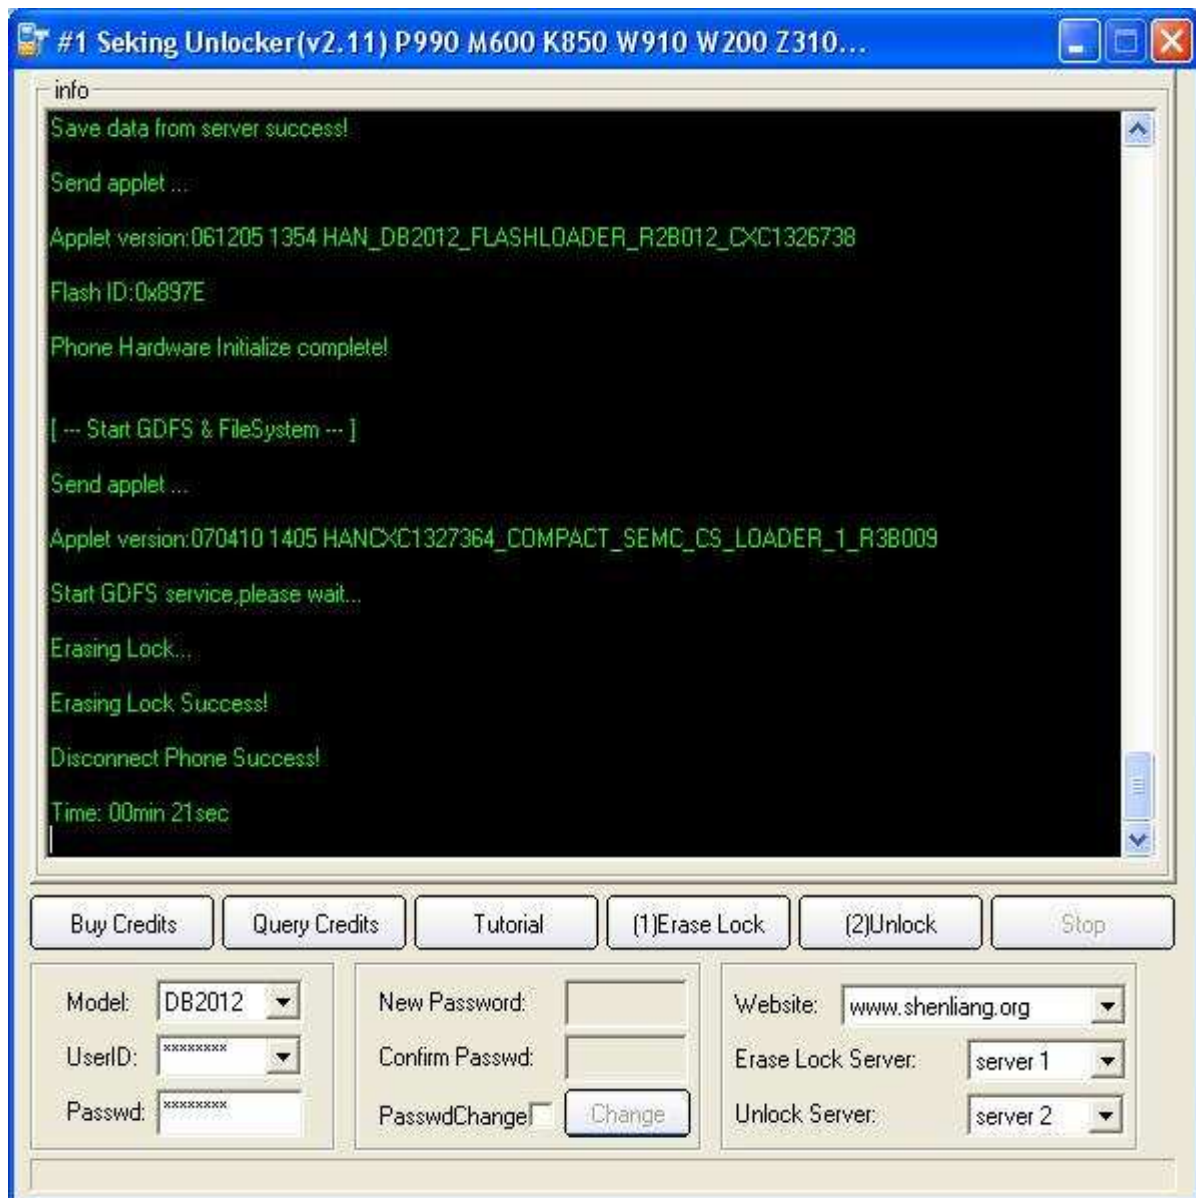 #1 Seking Unlocker(v2.11) P990 M600 K850 W910 W200 Z310...
info
Save data from server success!
Send applet ...
Applet version:061205 1354 HAN_DB2012_FLASHLOADER_R2B012_CXC1326738
Flash ID:0x897E
Phone Hardware Initialize complete!
[ --- Start GDFS & FileSystem --- ]
Send applet ...
Applet version:070410 1405 HANCXC1327364_COMPACT_SEMC_CS_LOADER_1_R3B009
Start GDFS service,please wait...
Erasing Lock...
Erasing Lock Success!
Disconnect Phone Success!
Time: 00min 21sec
Buy Credits Query Credits Tutorial (1)Erase Lock (2)Unlock Stop
Model: DB2012
UserID: ********
Passwd: ********
New Password:
Confirm Passwd:
PasswdChange Change
Website: www.shenliang.org
Erase Lock Server: server 1
Unlock Server: server 2